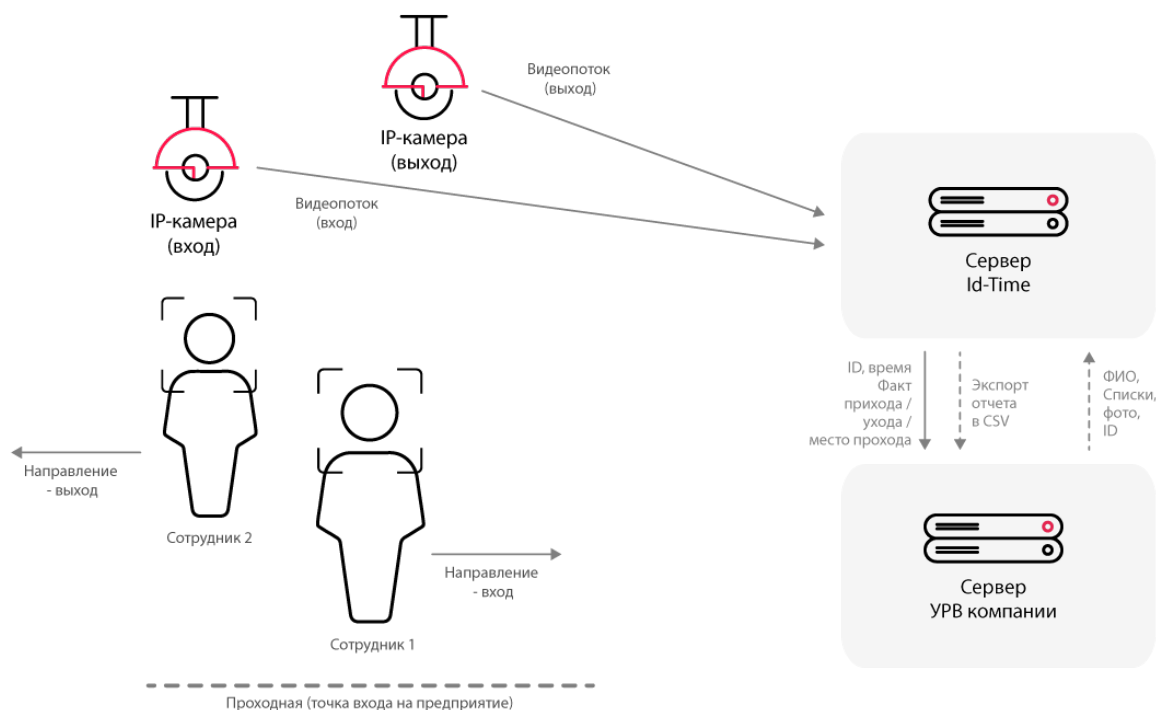 Видеопоток
(выход)
IP-камера
(выход)
Видеопоток
(вход)
IP-камера
(вход)
Сервер
Id-Time
ID, время
Факт
прихода /
ухода /
место прохода
Экспорт
отчета
в CSV
ФИО,
Списки,
фото,
ID
Направление
- выход
Сотрудник 2
Направление
- вход
Сотрудник 1
Сервер
УРВ компании
Проходная (точка входа на предприятие)